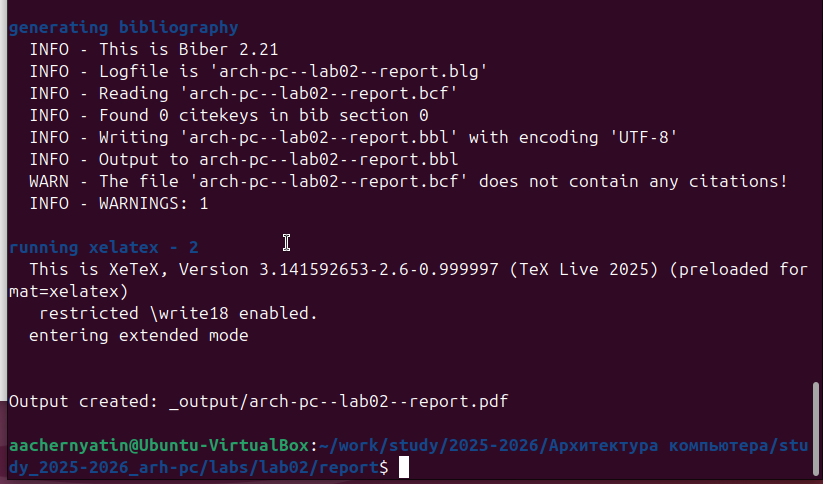 generating bibliography
INFO - This is Biber 2.21
INFO - Logfile is 'arch-pc--lab02--report.blg'
INFO - Reading 'arch-pc--lab02--report.bcf'
INFO - Found 0 citekeys in bib section 0
INFO - Writing 'arch-pc--lab02--report.bbl' with encoding 'UTF-8'
INFO - Output to arch-pc--lab02--report.bbl
WARN - The file 'arch-pc--lab02--report.bcf' does not contain any citations!
INFO - WARNINGS: 1
running xelatex - 2
This is XeTeX, Version 3.141592653-2.6-0.999997 (TeX Live 2025) (preloaded for
mat=xelatex)
restricted \write18 enabled.
entering extended mode
Output created: _output/arch-pc--lab02--report.pdf
aachernyatin@Ubuntu-VirtualBox:~/work/study/2025-2026/Архитектура компьютера/stu
dy_2025-2026_arh-pc/labs/lab02/report$